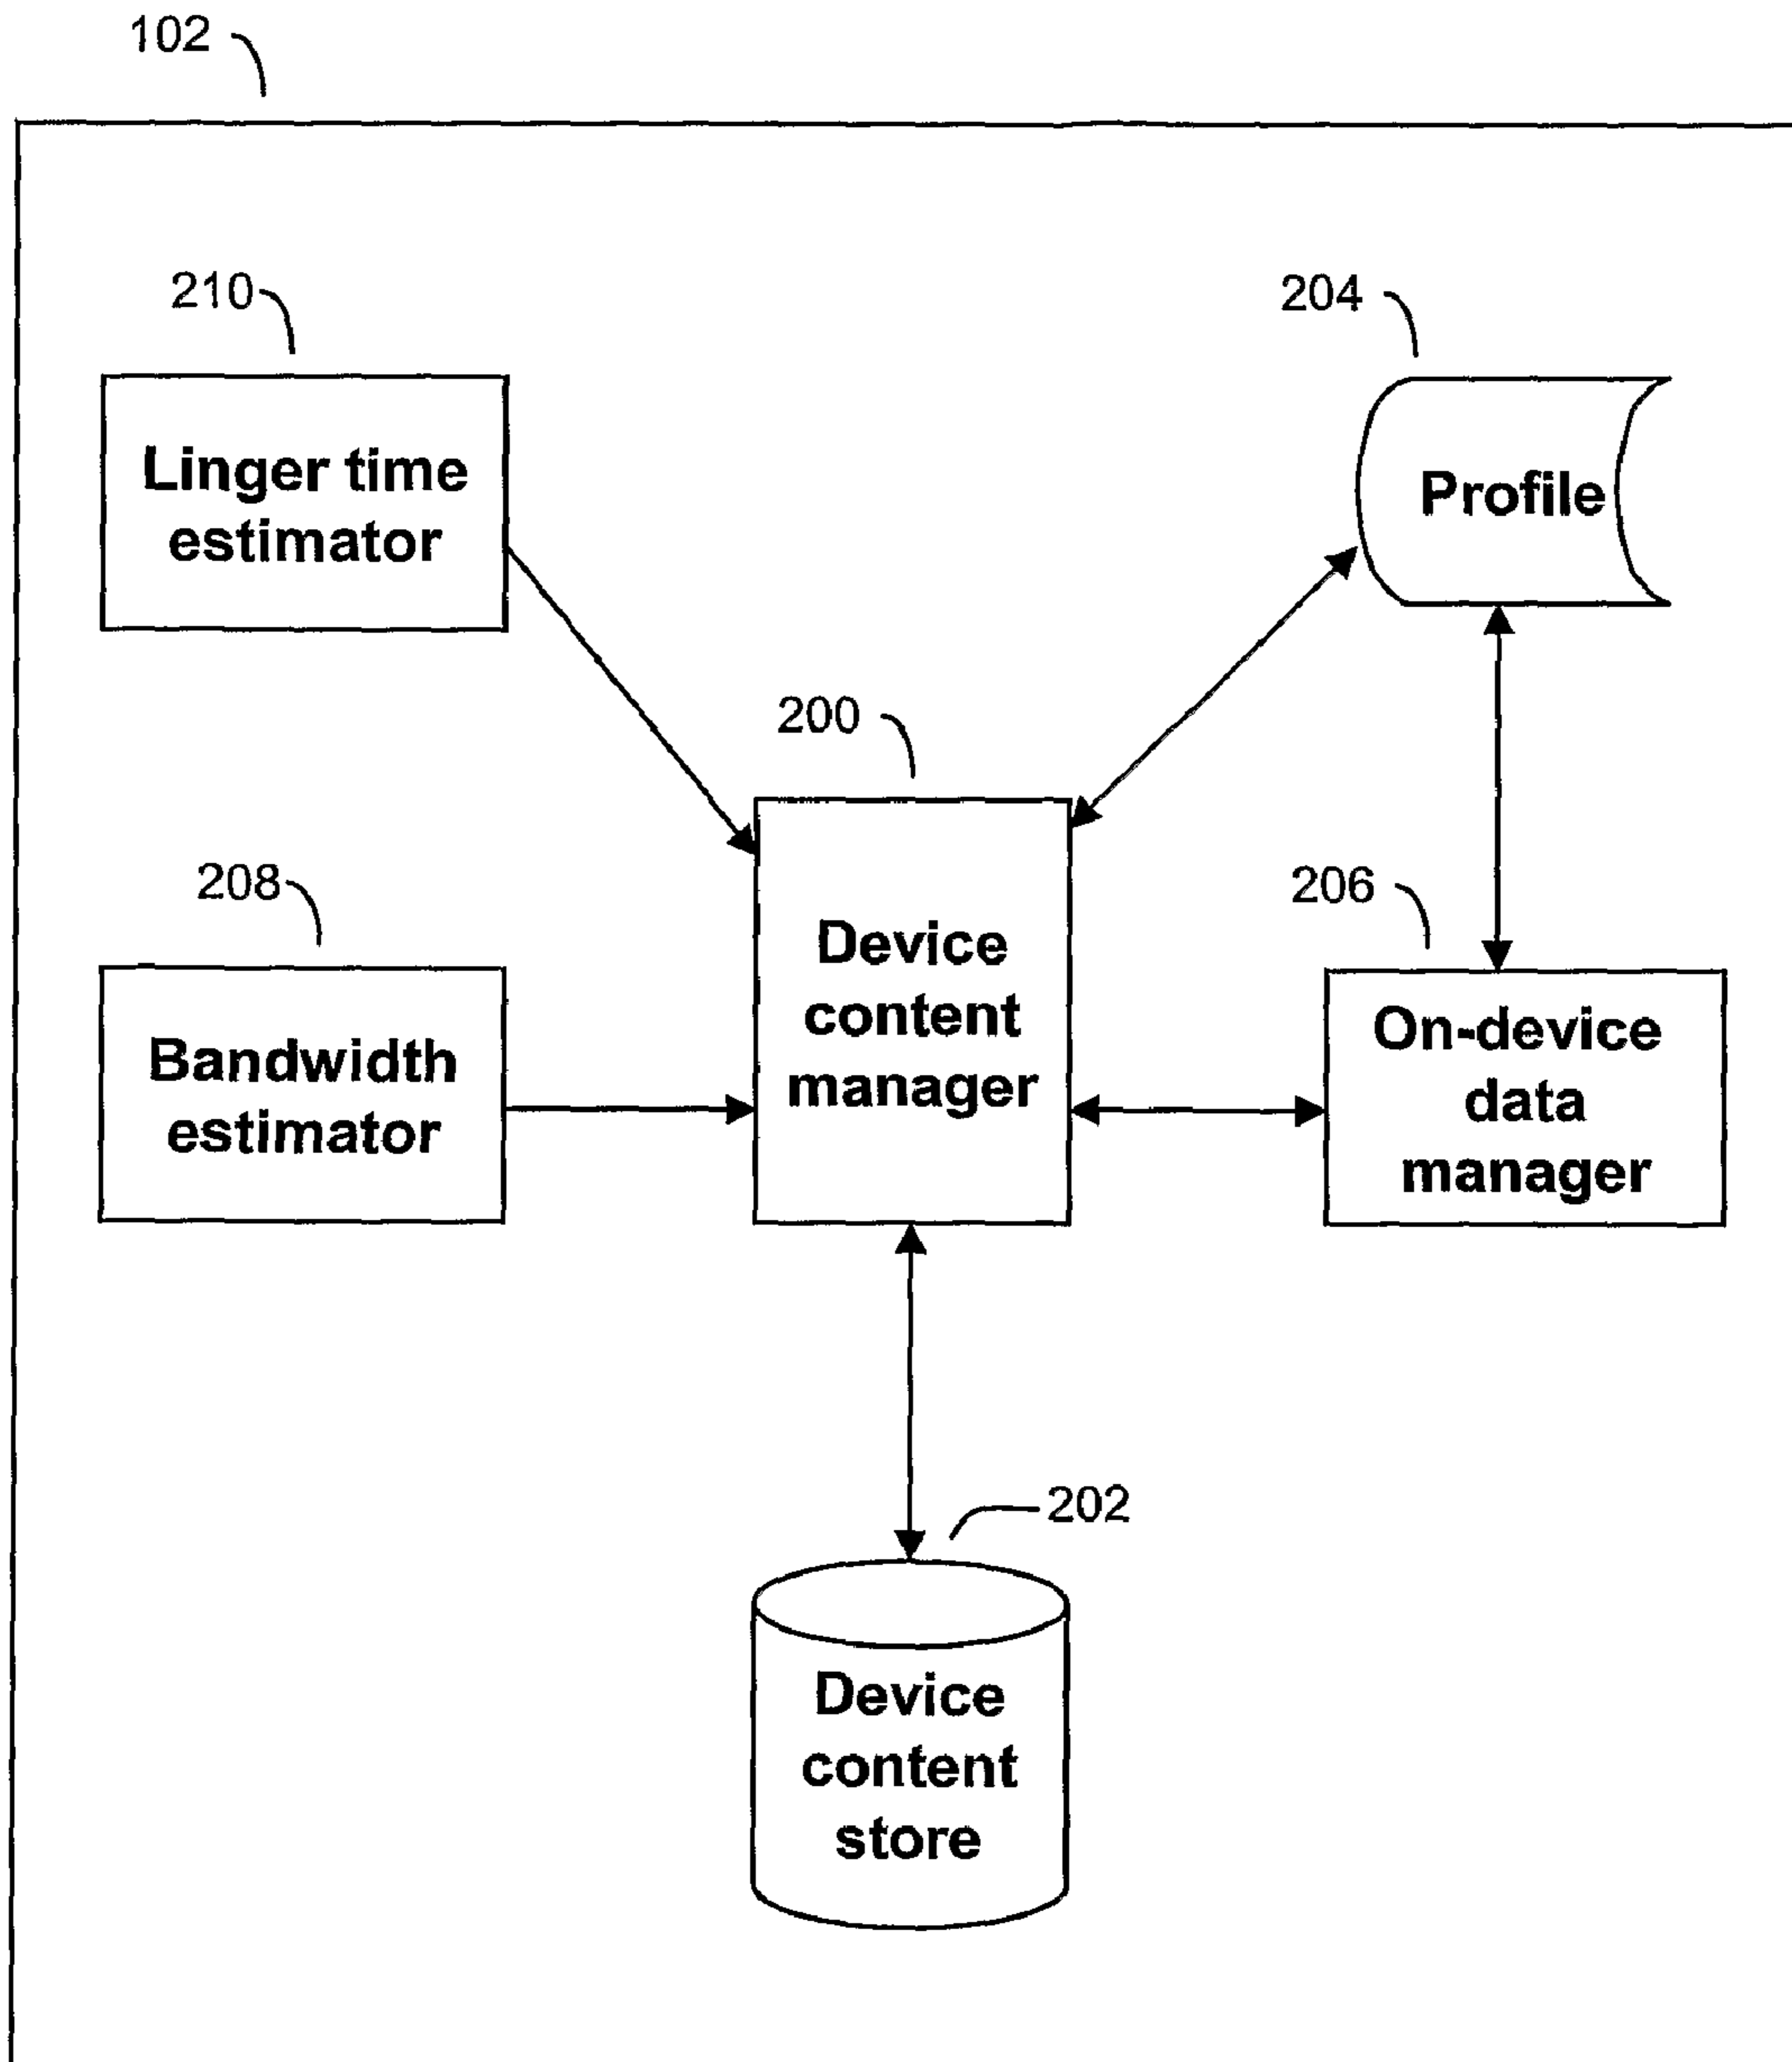 102
210
204
Linger time
estimator
Profile
200
208
206
Device
content
manager
Bandwidth
estimator
On-device
data
manager
202
Device
content
store